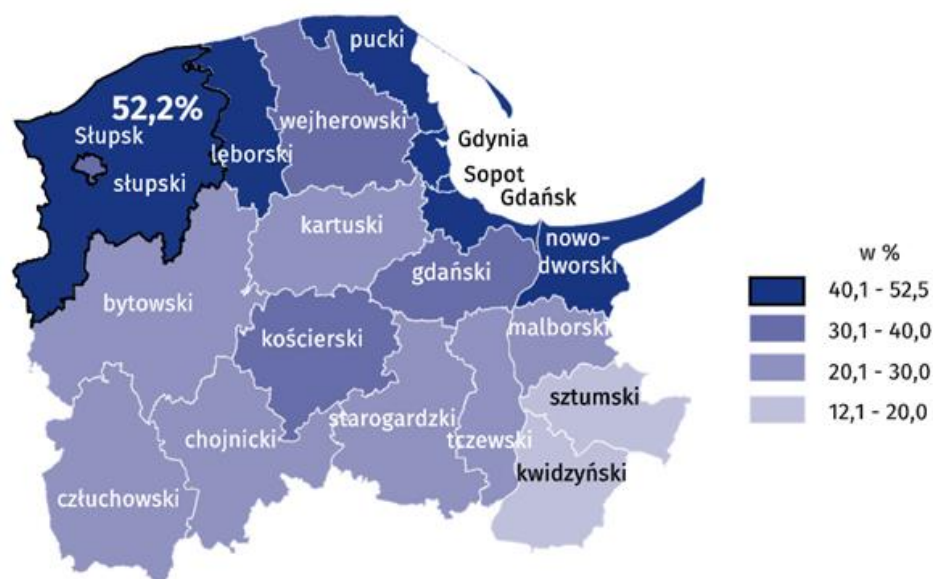 pucki
52,2%
Słupsk
wejherowski
Gdynia
lęborski
Sopot
słupski
Gdańsk
kartuski
nowo-
dworski
gdański
bytowski
malborski
kościerski
sztumski
starogardzki
chojnicki
tczewski
kwidzyński
człuchowski
w %
40,1 - 52,5
30,1 - 40,0
20,1 - 30,0
12,1 - 20,0